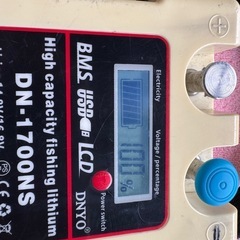 Electricity
100%
Voltage / percentage.
Power switch
BMS USB LCD
DNYO
High capacity fishing lithium
DN-1700NS